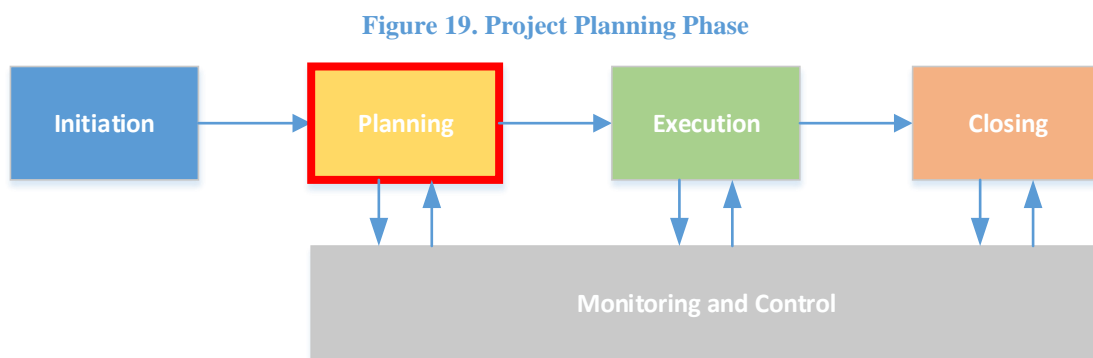 Figure 19. Project Planning Phase
Initiation
Planning
Execution
Closing
Monitoring and Control